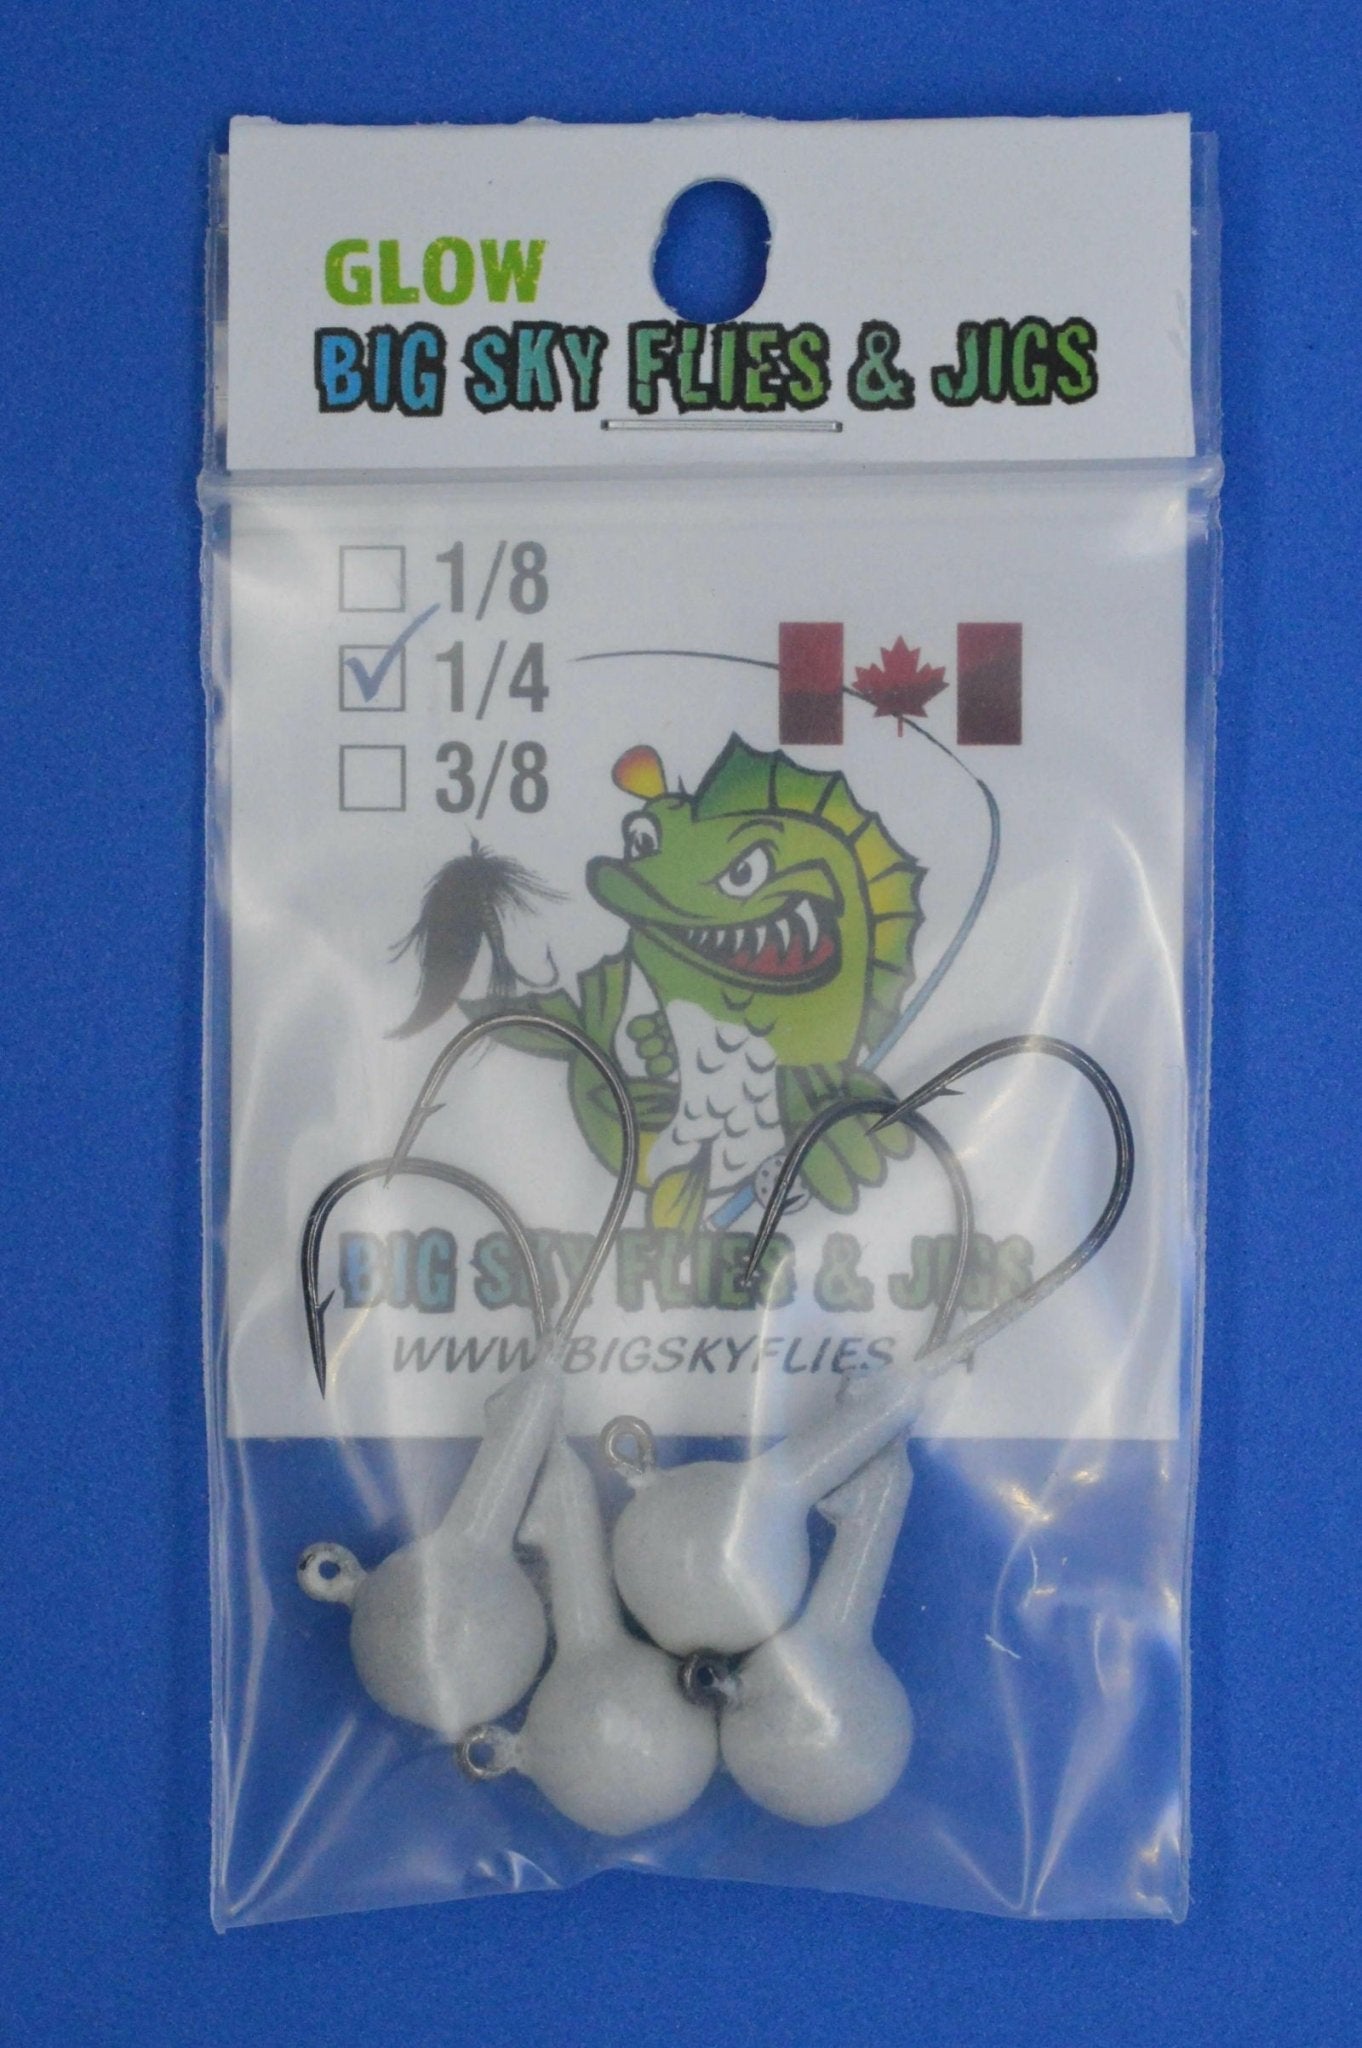 GLOW
BIG SKY FLIES & JIGS
1/8
1/4
3/8
BIG SKY FLIES & JIGS